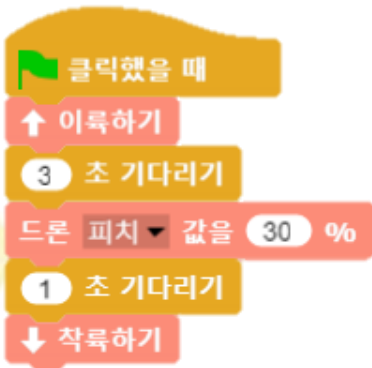 클릭했을 때
이륙하기
3 초 기다리기
드론 피치 값을 30 %
1 초 기다리기
착륙하기